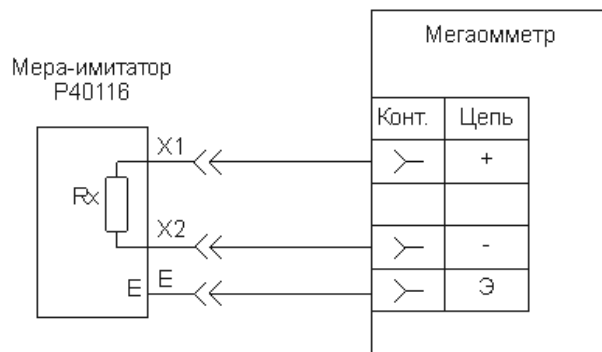 Мегаомметр
Мера-имитатор
Р40116
Конт. Цепь
X1 +
Rx
X2 -
E E Э